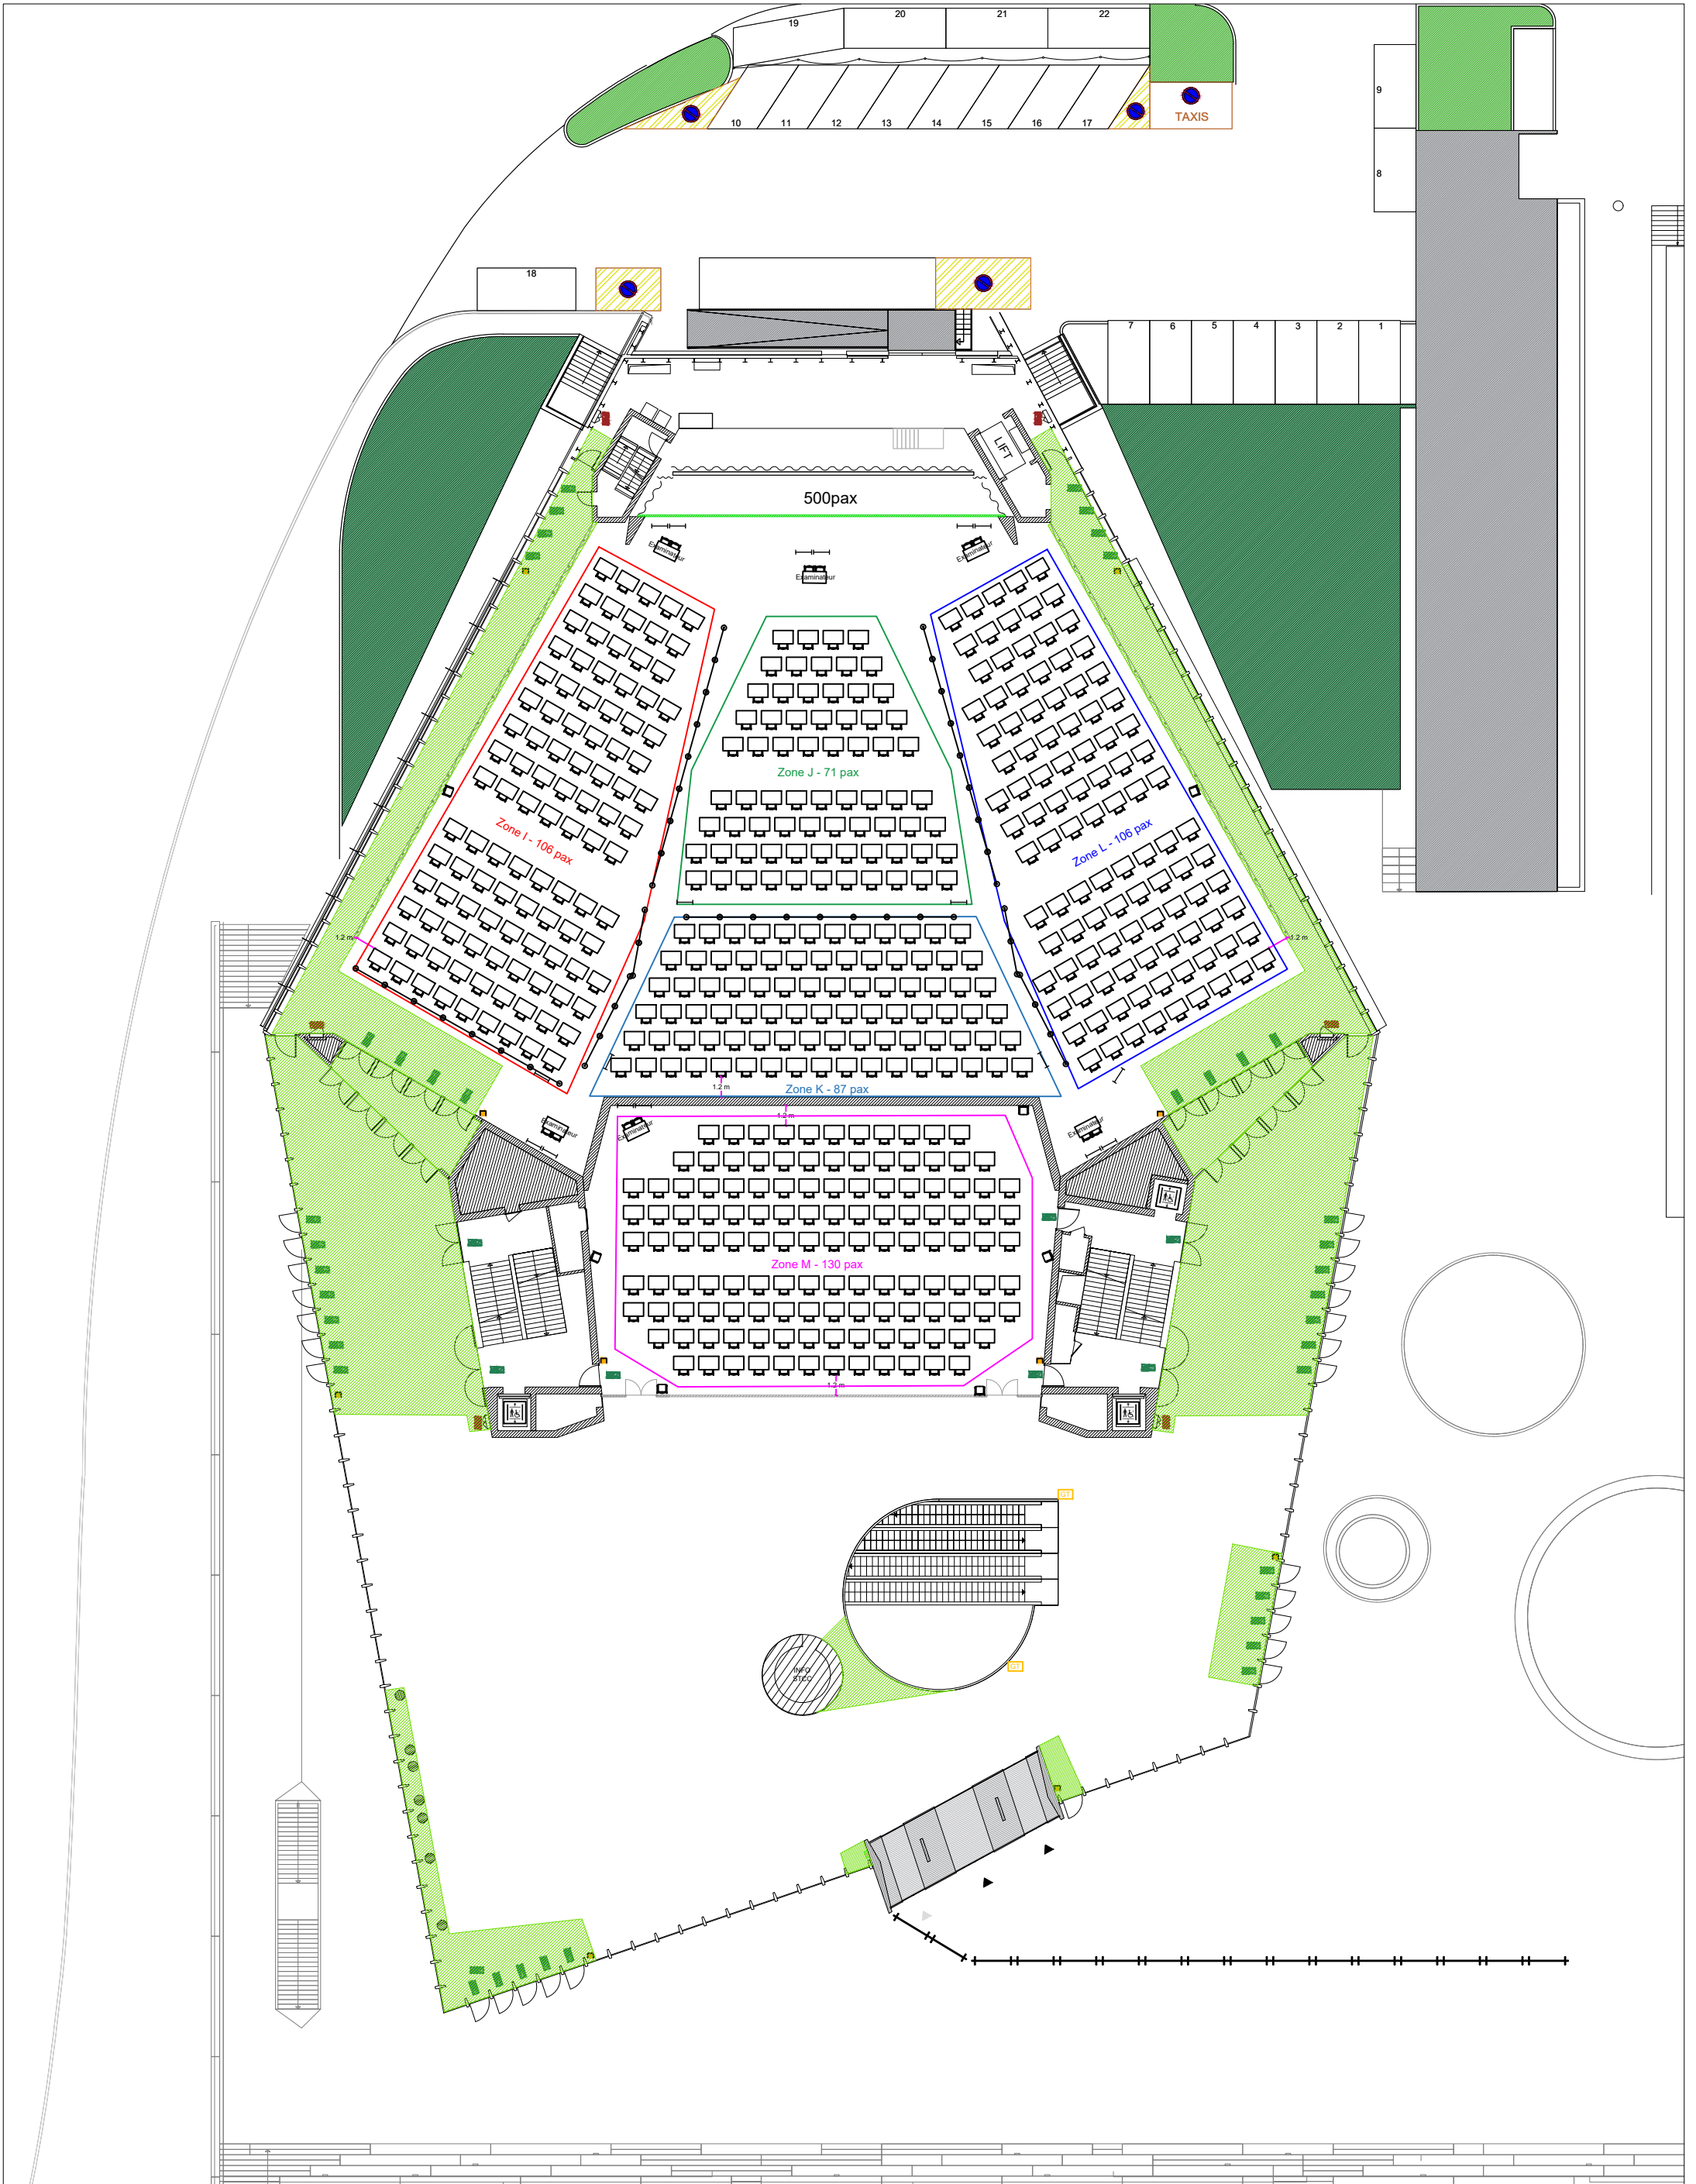 19
20
21
22
10
11
12
13
14
15
16
17
TAXIS
9
8
18
7
6
5
4
3
2
1
LIFT
500pax
Examinateur
Examinateur
Examinateur
Zone J - 71 pax
Zone I - 106 pax
Zone L - 106 pax
1.2 m
1.2 m
1.2 m
Zone K - 87 pax
1.2 m
Examinateur
Examinateur
Examinateur
Zone M - 130 pax
1.2 m
INFO
STCC